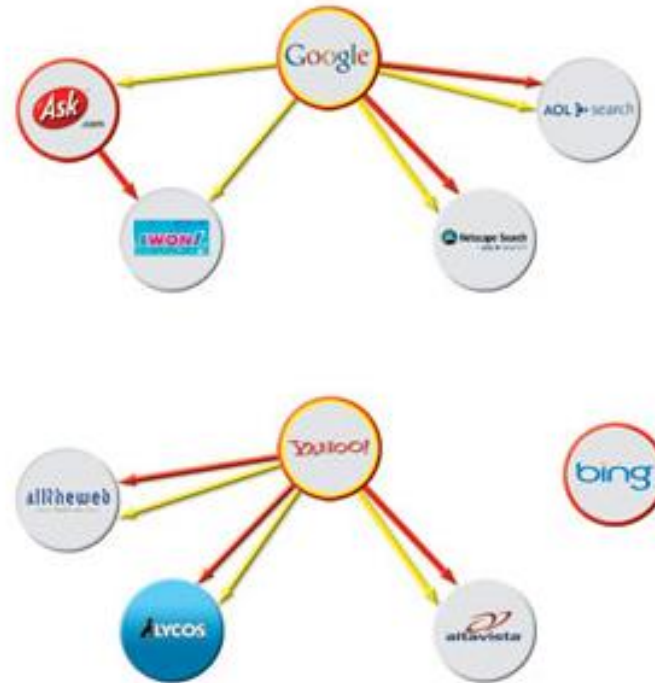 Google
Ask
.com
AOL search
iWON!
Netscape Search
YAHOO!
bing
alltheweb
LYCOS
altavista